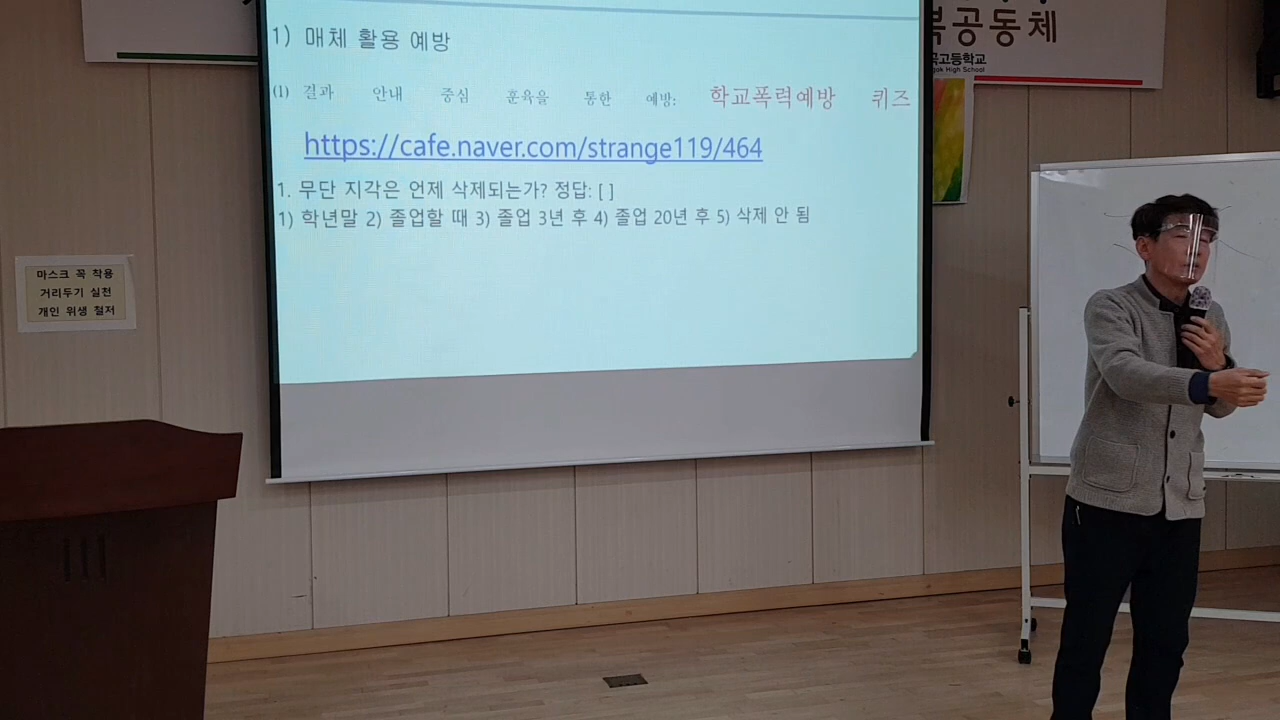 1) 매체 활용 예방
(1) 결과 안내 중심 훈육을 통한 예방: 학교폭력예방 퀴즈
https://cafe.naver.com/strange119/464
1. 무단 지각은 언제 삭제되는가? 정답: [ ]
1) 학년말 2) 졸업할 때 3) 졸업 3년 후 4) 졸업 20년 후 5) 삭제 안 됨
복공동체
고등학교
High School
마스크 꼭 착용
거리두기 실천
개인 위생 철저